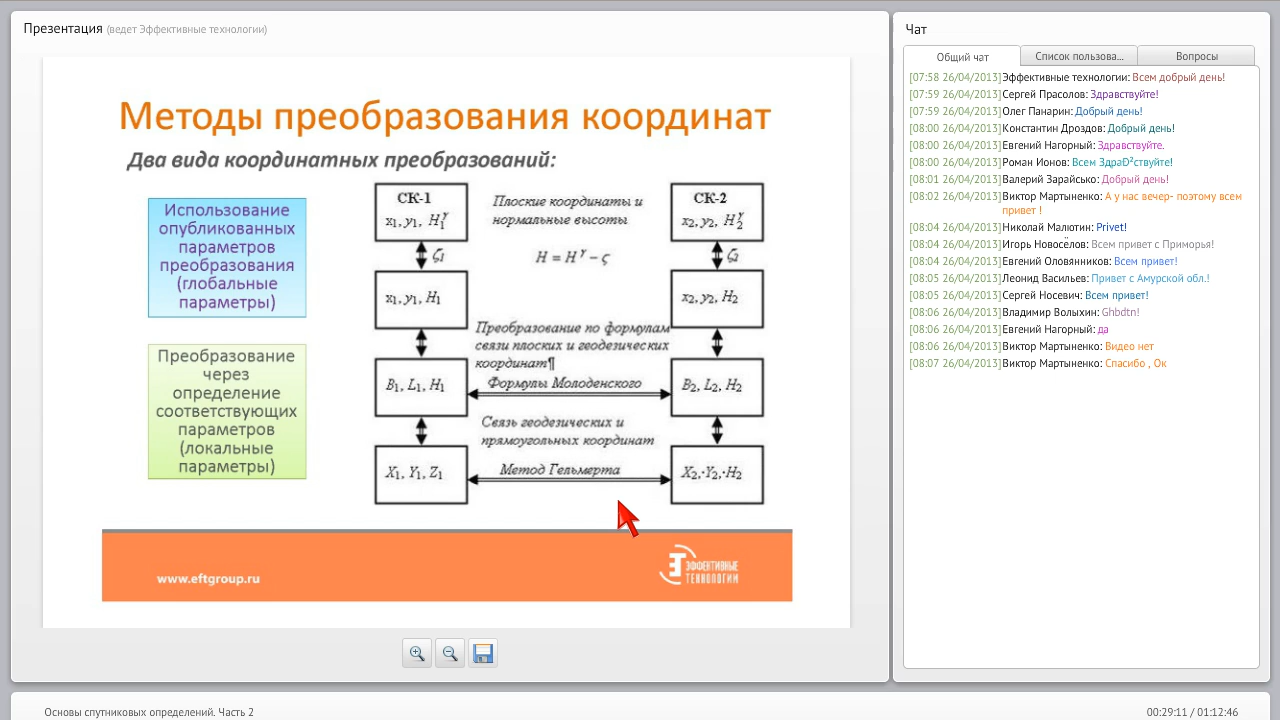 Презентация (ведет Эффективные технологии)
Методы преобразования координат
Два вида координатных преобразований:
Использование
опубликованных
параметров
преобразования
(глобальные
параметры)
Преобразование
через
определение
соответствующих
параметров
(локальные
параметры)
СК-1
x₁, y₁, H₁ᵞ
ζ₁
x₁, y₁, H₁
B₁, L₁, H₁
X₁, Y₁, Z₁
Плоские координаты и
нормальные высоты
H = Hᵞ – ς
Преобразование по формулам
связи плоских и геодезических
координат¶
Формулы Молоденского
Связь геодезических и
прямоугольных координат
Метод Гельмерта
СК-2
x₂, y₂, H₂ᵞ
ζ₂
x₂, y₂, H₂
B₂, L₂, H₂
X₂,·Y₂,·H₂
www.eftgroup.ru
ЭФФЕКТИВНЫЕ
ТЕХНОЛОГИИ
Чат
Общий чат
Список пользова...
Вопросы
[07:58 26/04/2013]Эффективные технологии: Всем добрый день!
[07:59 26/04/2013]Сергей Прасолов: Здравствуйте!
[07:59 26/04/2013]Олег Панарин: Добрый день!
[08:00 26/04/2013]Константин Дроздов: Добрый день!
[08:00 26/04/2013]Евгений Нагорный: Здравствуйте.
[08:00 26/04/2013]Роман Ионов: Всем ЗдраÐ²ствуйте!
[08:01 26/04/2013]Валерий Зарайсько: Добрый день!
[08:02 26/04/2013]Виктор Мартыненко: А у нас вечер- поэтому всем
привет !
[08:04 26/04/2013]Николай Малютин: Privet!
[08:04 26/04/2013]Игорь Новосёлов: Всем привет с Приморья!
[08:04 26/04/2013]Евгений Оловянников: Всем привет!
[08:05 26/04/2013]Леонид Васильев: Привет с Амурской обл.!
[08:05 26/04/2013]Сергей Носевич: Всем привет!
[08:06 26/04/2013]Владимир Волыхин: Ghbdtn!
[08:06 26/04/2013]Евгений Нагорный: да
[08:06 26/04/2013]Виктор Мартыненко: Видео нет
[08:07 26/04/2013]Виктор Мартыненко: Спасибо , Ок
Основы спутниковых определений. Часть 2
00:29:11 / 01:12:46